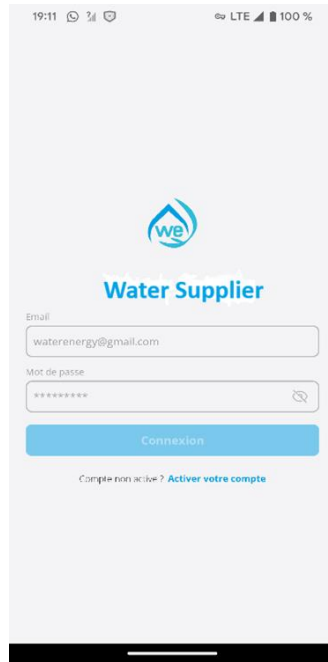 19:11 LTE 100 %
we
Water Supplier
Email
waterenergy@gmail.com
Mot de passe
*********
Connexion
Compte non activé ? Activer votre compte